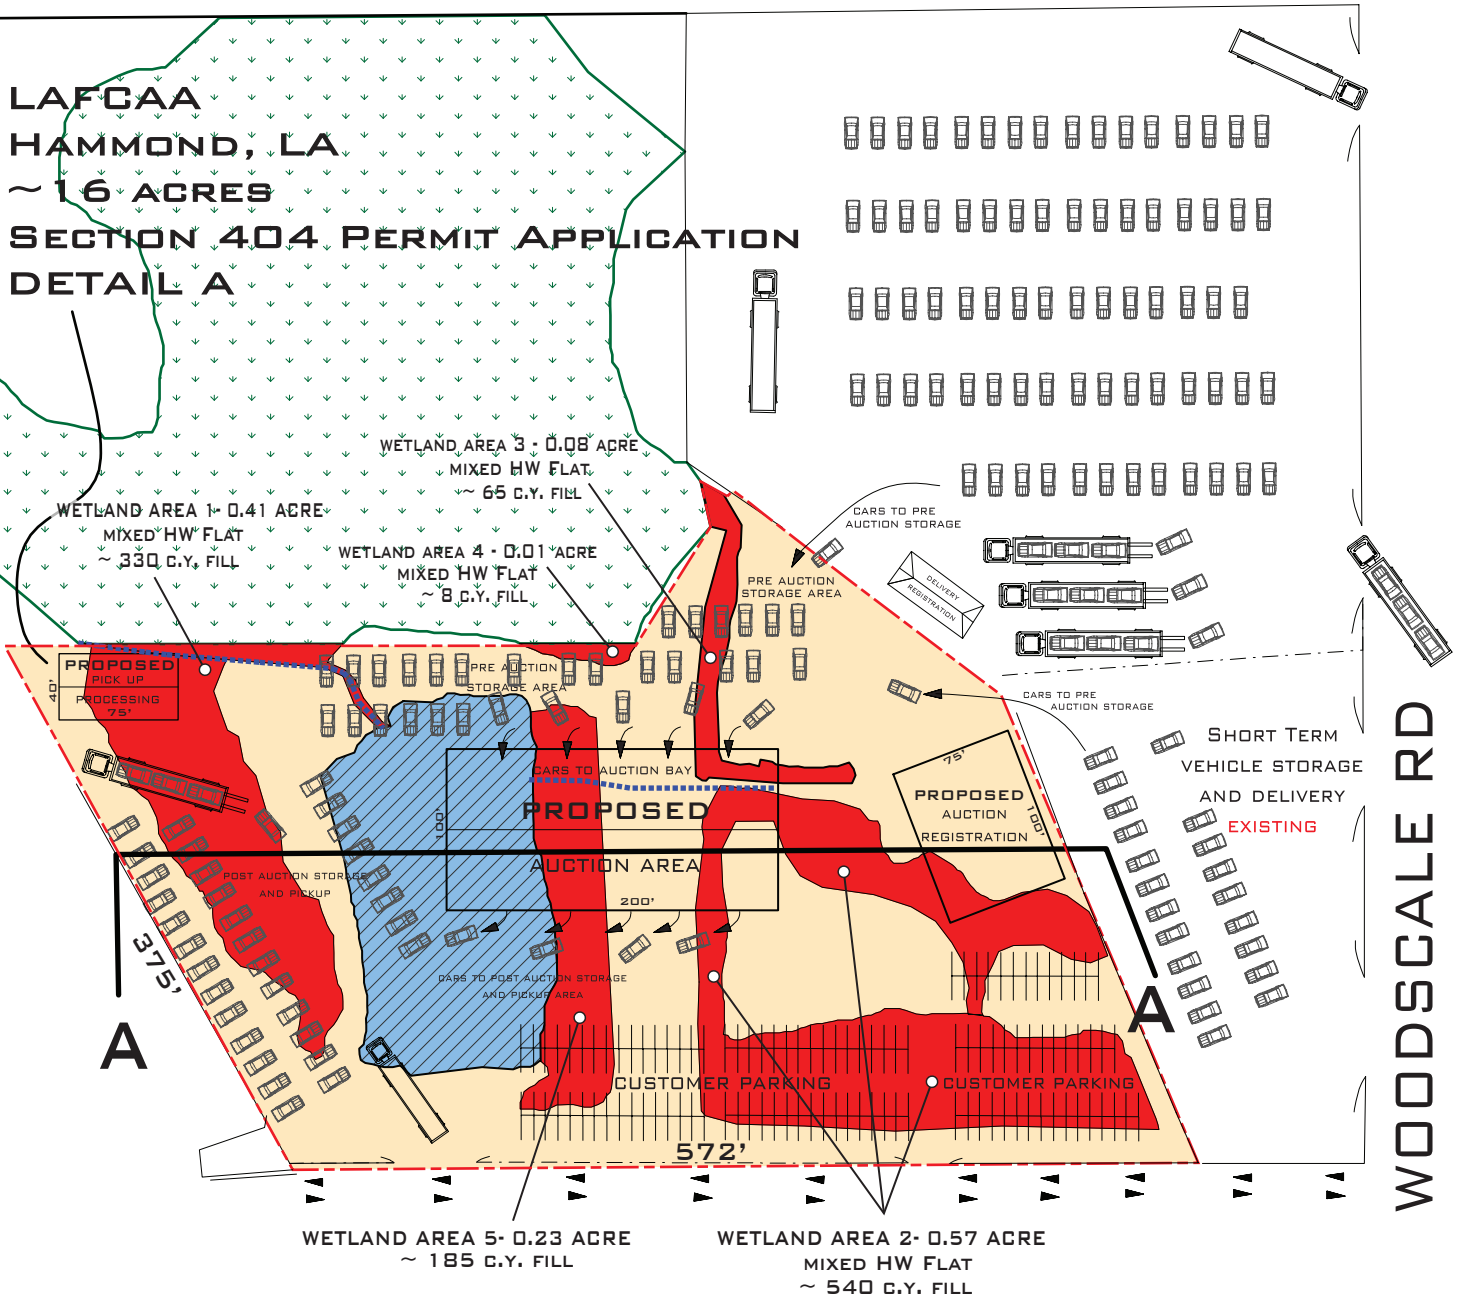 LAFCAA
HAMMOND, LA
~16 ACRES
SECTION 404 PERMIT APPLICATION
DETAIL A
WETLAND AREA 3 - 0.08 ACRE
MIXED HW FLAT
~ 65 C.Y. FILL
WETLAND AREA 1- 0.41 ACRE
MIXED HW FLAT
~ 330 C.Y. FILL
WETLAND AREA 4 - 0.01 ACRE
MIXED HW FLAT
~ 8 C.Y. FILL
CARS TO PRE
AUCTION STORAGE
PRE AUCTION
STORAGE AREA
DELIVERY
REGISTRATION
PROPOSED
PICK UP
PROCESSING
75'
40'
PRE AUCTION
STORAGE AREA
CARS TO PRE
AUCTION STORAGE
SHORT TERM
VEHICLE STORAGE
AND DELIVERY
EXISTING
WOODSCALE RD
CARS TO AUCTION BAY
PROPOSED
AUCTION AREA
100'
200'
75'
PROPOSED
AUCTION
REGISTRATION
100'
POST AUCTION STORAGE
AND PICKUP
375'
CARS TO POST AUCTION STORAGE
AND PICKUP AREA
A
A
CUSTOMER PARKING
CUSTOMER PARKING
572'
WETLAND AREA 5- 0.23 ACRE
~ 185 C.Y. FILL
WETLAND AREA 2- 0.57 ACRE
MIXED HW FLAT
~ 540 C.Y. FILL